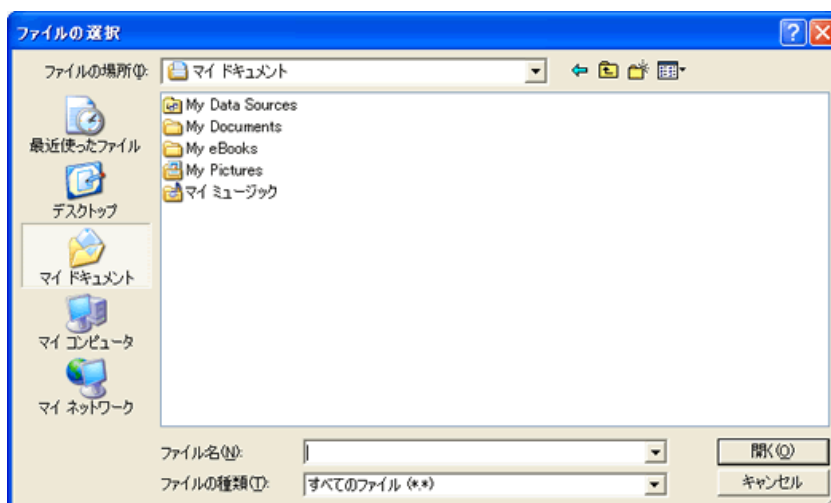 ファイルの選択
ファイルの場所(I):
マイ ドキュメント
最近使ったファイル
デスクトップ
マイ ドキュメント
マイ コンピュータ
マイ ネットワーク
My Data Sources
My Documents
My eBooks
My Pictures
マイ ミュージック
ファイル名(N):
開く(O)
ファイルの種類(T):
すべてのファイル (*.*)
キャンセル